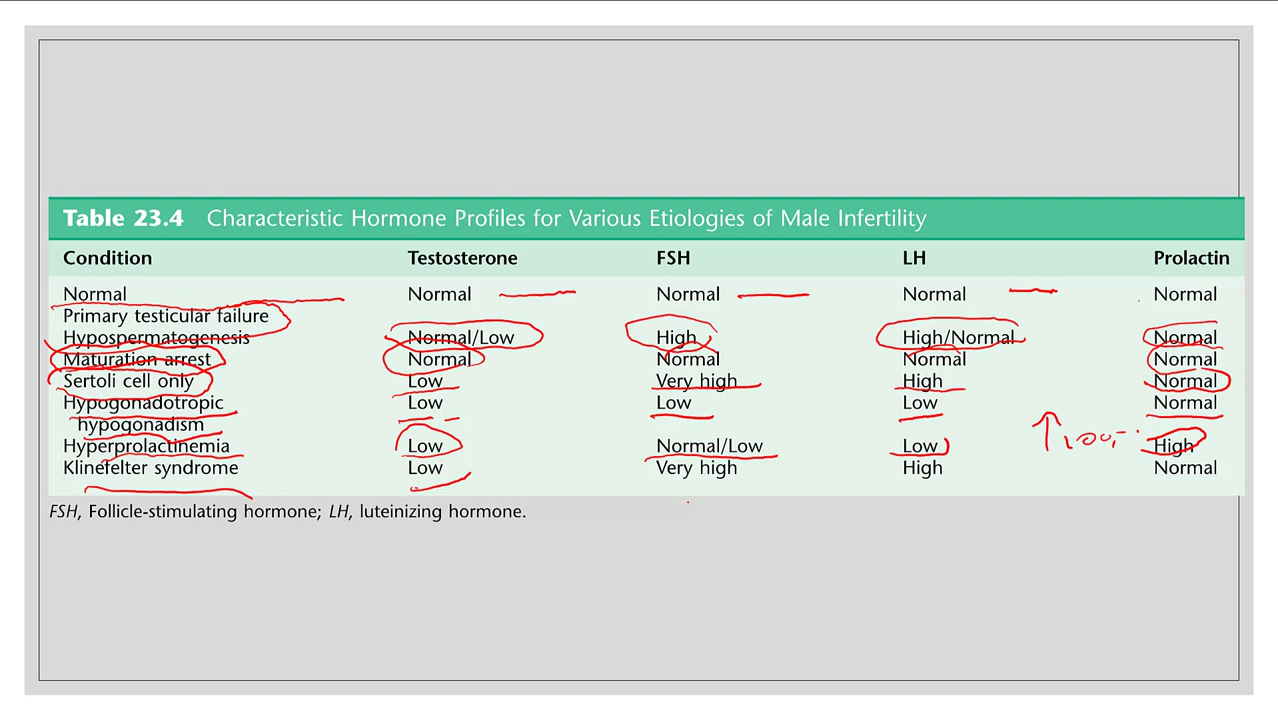 Table 23.4 Characteristic Hormone Profiles for Various Etiologies of Male Infertility
Condition Testosterone FSH LH Prolactin
Normal Normal Normal Normal Normal
Primary testicular failure
Hypospermatogenesis Normal/Low High High/Normal Normal
Maturation arrest Normal Normal Normal Normal
Sertoli cell only Low Very high High Normal
Hypogonadotropic Low Low Low Normal
hypogonadism
Hyperprolactinemia Low Normal/Low Low High
Klinefelter syndrome Low Very high High Normal
FSH, Follicle-stimulating hormone; LH, luteinizing hormone.